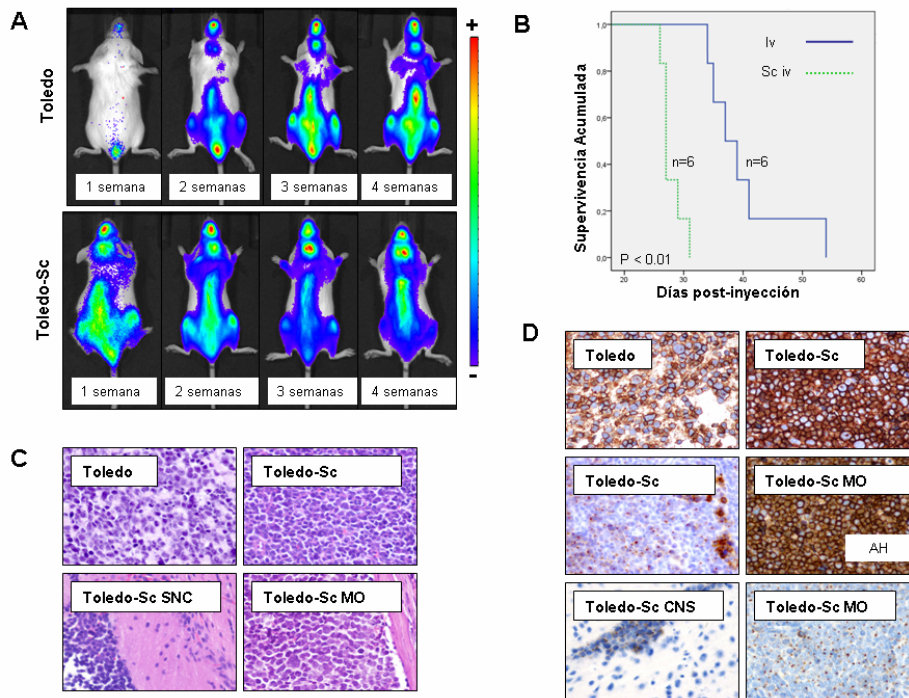 A
Toledo
1 semana
2 semanas
3 semanas
4 semanas
+
-
Toledo-Sc
1 semana
2 semanas
3 semanas
4 semanas
B
Supervivencia Acumulada
1,0
0,8
0,6
0,4
0,2
0,0
Iv
Sc iv
n=6
n=6
P < 0.01
20
30
40
50
60
Días post-inyección
C
Toledo
Toledo-Sc
Toledo-Sc SNC
Toledo-Sc MO
D
Toledo
Toledo-Sc
Toledo-Sc
Toledo-Sc MO
AH
Toledo-Sc CNS
Toledo-Sc MO